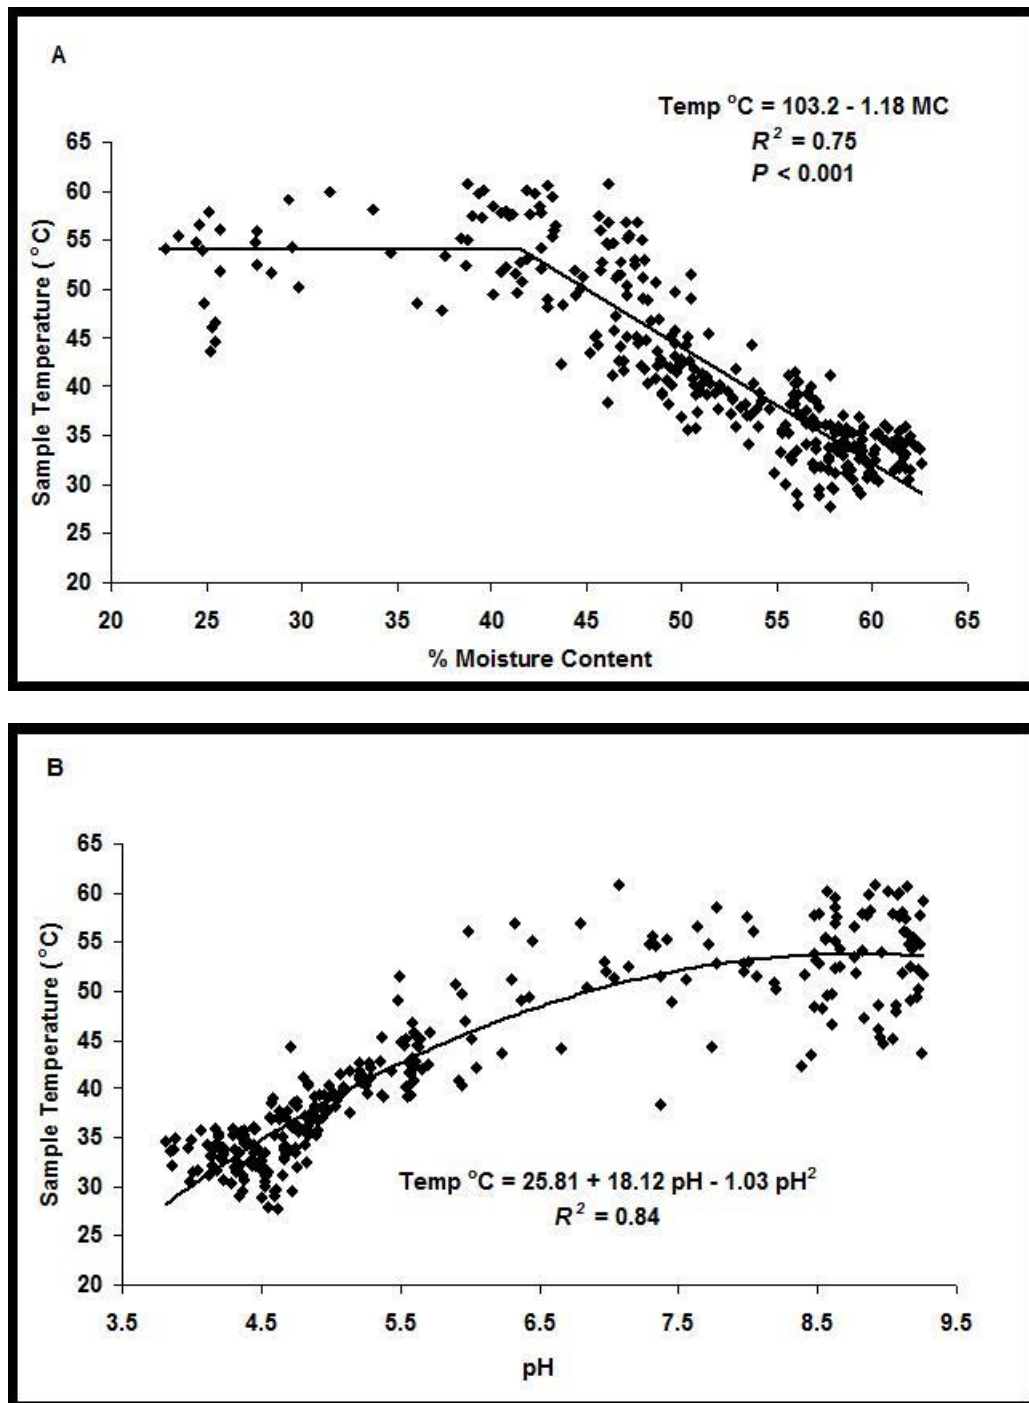 A
Temp °C = 103.2 - 1.18 MC
R² = 0.75
P < 0.001
65
60
55
50
45
40
35
30
25
20
Sample Temperature (°C)
20 25 30 35 40 45 50 55 60 65
% Moisture Content
B
65
60
55
50
45
40
35
30
25
20
Sample Temperature (°C)
Temp °C = 25.81 + 18.12 pH - 1.03 pH²
R² = 0.84
3.5 4.5 5.5 6.5 7.5 8.5 9.5
pH